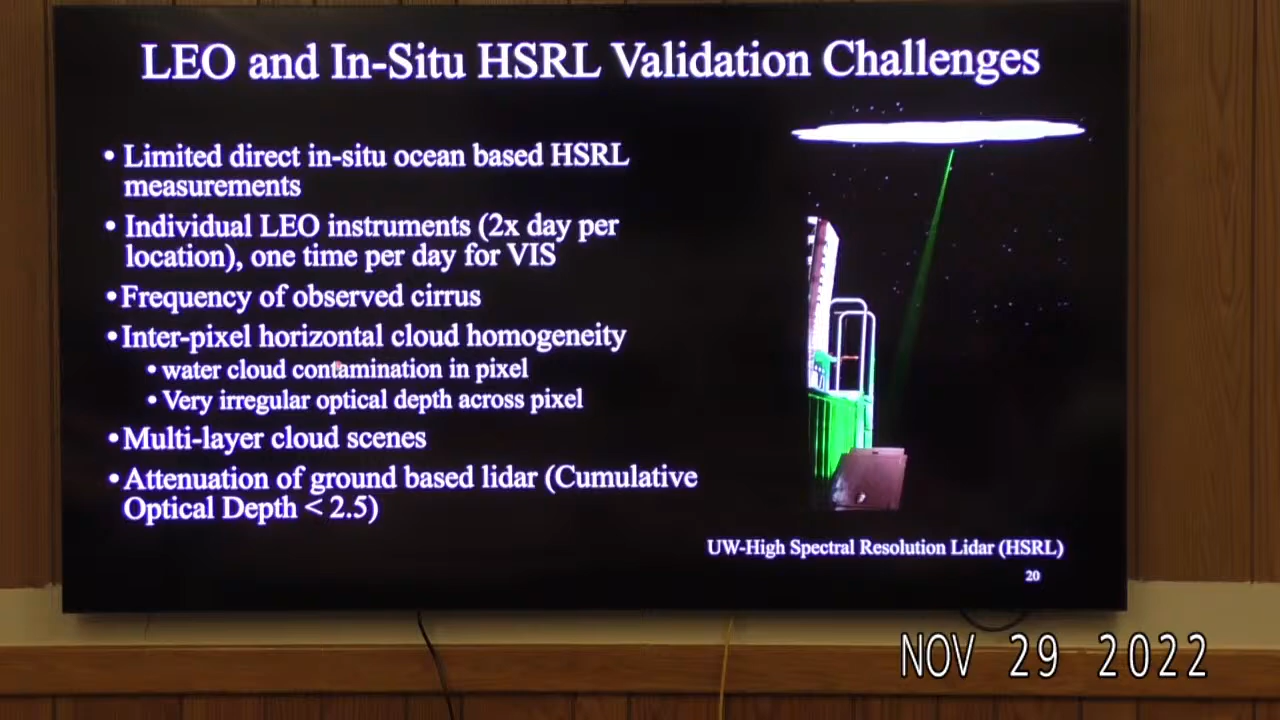 LEO and In-Situ HSRL Validation Challenges
• Limited direct in-situ ocean based HSRL
measurements
• Individual LEO instruments (2x day per
location), one time per day for VIS
• Frequency of observed cirrus
• Inter-pixel horizontal cloud homogeneity
• water cloud contamination in pixel
• Very irregular optical depth across pixel
• Multi-layer cloud scenes
• Attenuation of ground based lidar (Cumulative
Optical Depth < 2.5)
UW-High Spectral Resolution Lidar (HSRL)
20
NOV 29 2022